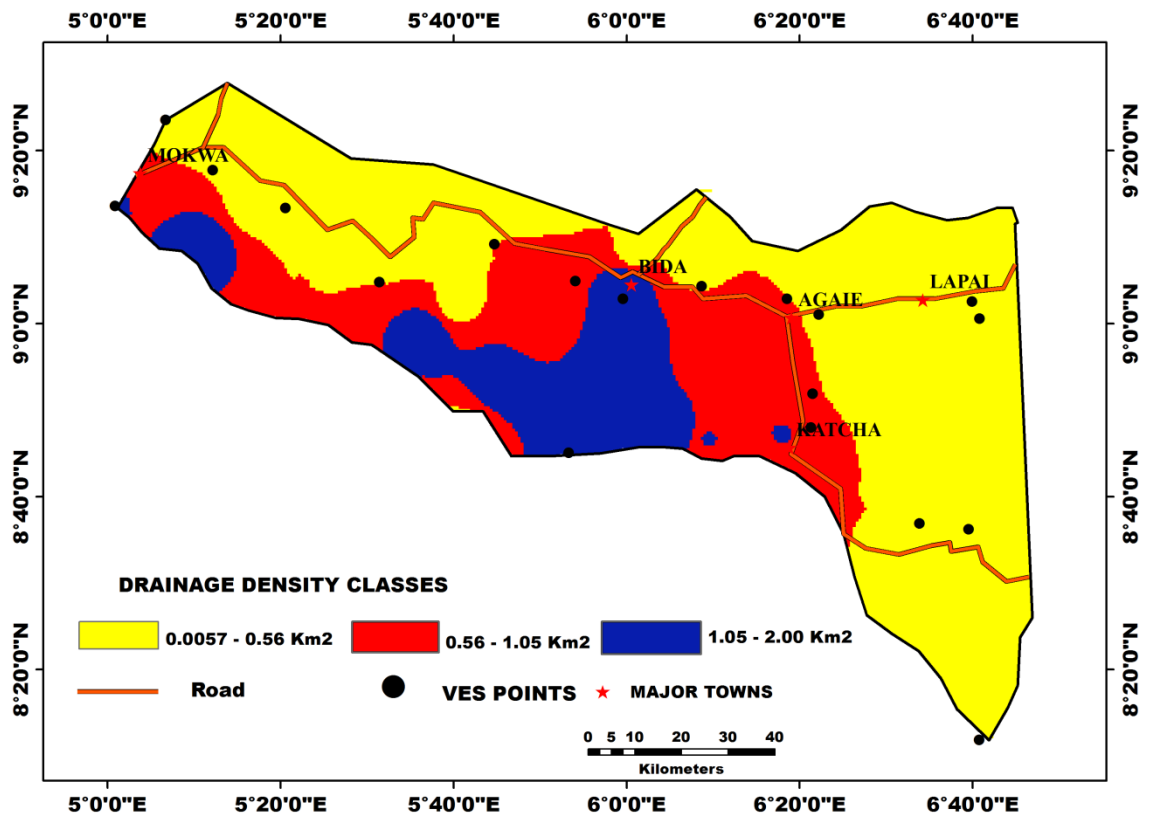 5°0'0"E 5°20'0"E 5°40'0"E 6°0'0"E 6°20'0"E 6°40'0"E
9°20'0"N 9°20'0"N
MOKWA
BIDA
LAPAI
AGAIE
9°0'0"N 9°0'0"N
KATCHA
8°40'0"N 8°40'0"N
DRAINAGE DENSITY CLASSES
0.0057 - 0.56 Km2 0.56 - 1.05 Km2 1.05 - 2.00 Km2
Road VES POINTS MAJOR TOWNS
8°20'0"N 8°20'0"N
0 5 10 20 30 40
Kilometers
5°0'0"E 5°20'0"E 5°40'0"E 6°0'0"E 6°20'0"E 6°40'0"E